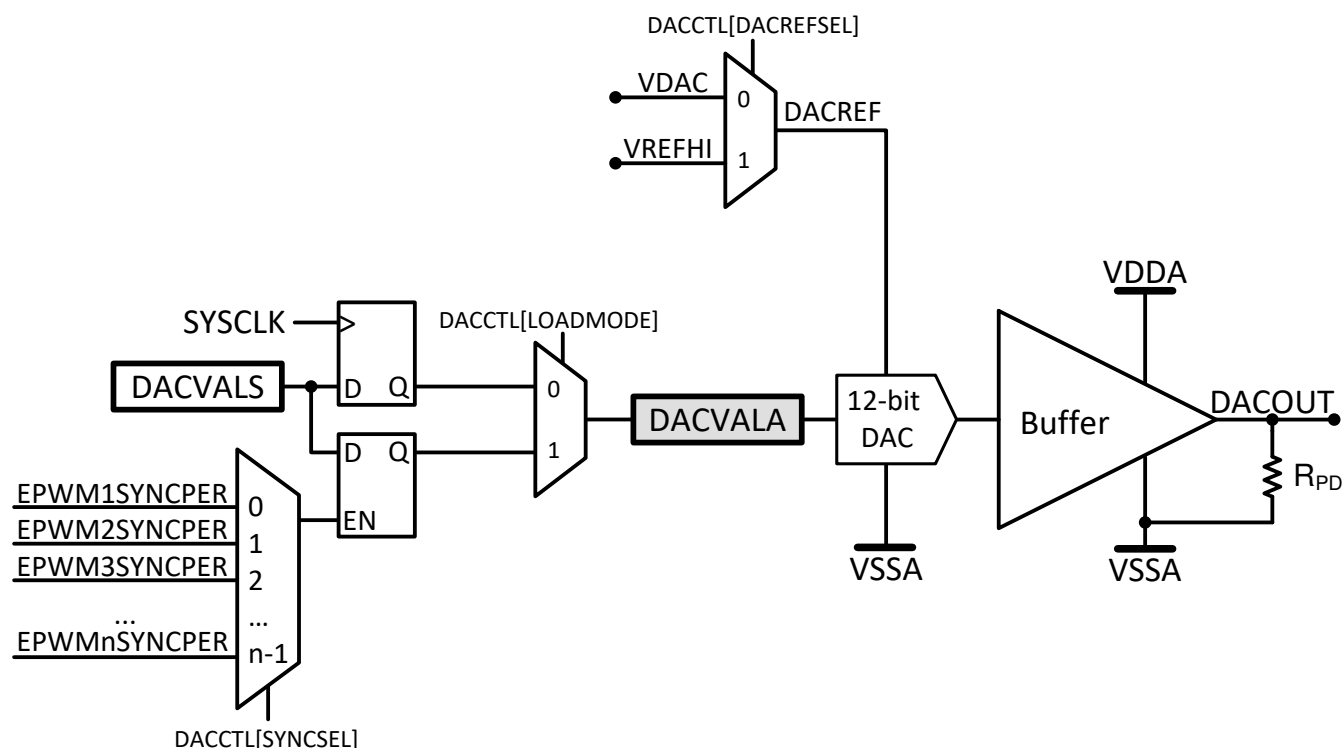 DACCTL[DACREFSEL]
VDAC
0
DACREF
VREFHI
1
VDDA
SYSCLK
>
DACCTL[LOADMODE]
DACVALS
D Q
0
DACVALA
12-bit
DAC
Buffer
DACOUT
D Q
1
RPD
EN
EPWM1SYNCPER
0
EPWM2SYNCPER
1
EPWM3SYNCPER
2
...
...
EPWMnSYNCPER
n-1
VSSA
VSSA
DACCTL[SYNCSEL]